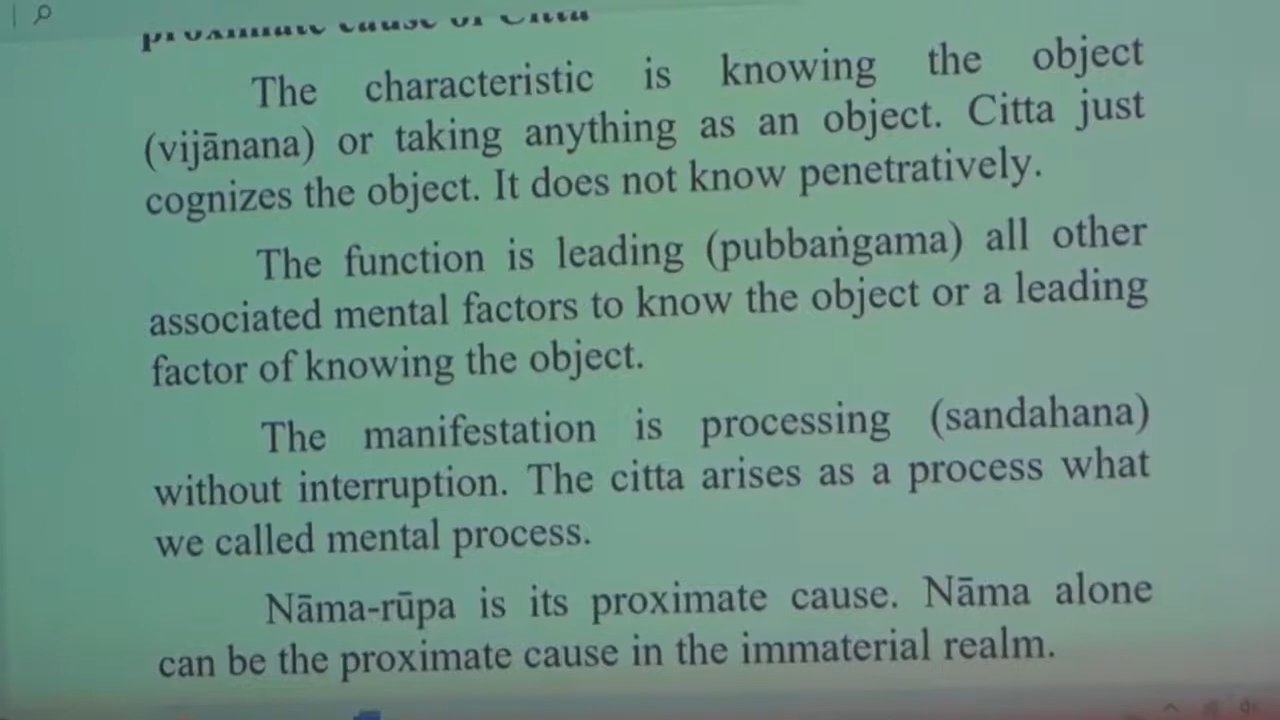 proximate cause of Citta
The characteristic is knowing the object
(vijānana) or taking anything as an object. Citta just
cognizes the object. It does not know penetratively.
The function is leading (pubbaṅgama) all other
associated mental factors to know the object or a leading
factor of knowing the object.
The manifestation is processing (sandahana)
without interruption. The citta arises as a process what
we called mental process.
Nāma-rūpa is its proximate cause. Nāma alone
can be the proximate cause in the immaterial realm.